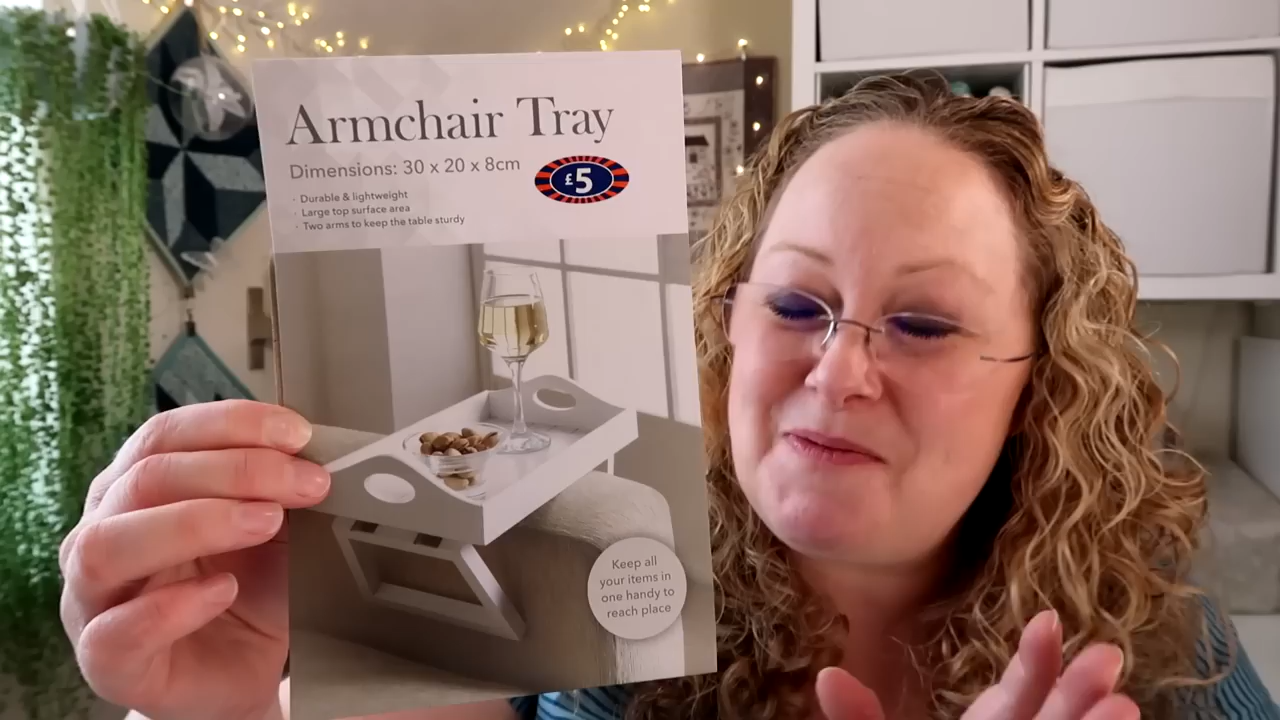 Armchair Tray
Dimensions: 30 x 20 x 8cm
£5
· Durable & lightweight
· Large top surface area
· Two arms to keep the table sturdy
Keep all
your items in
one handy to
reach place